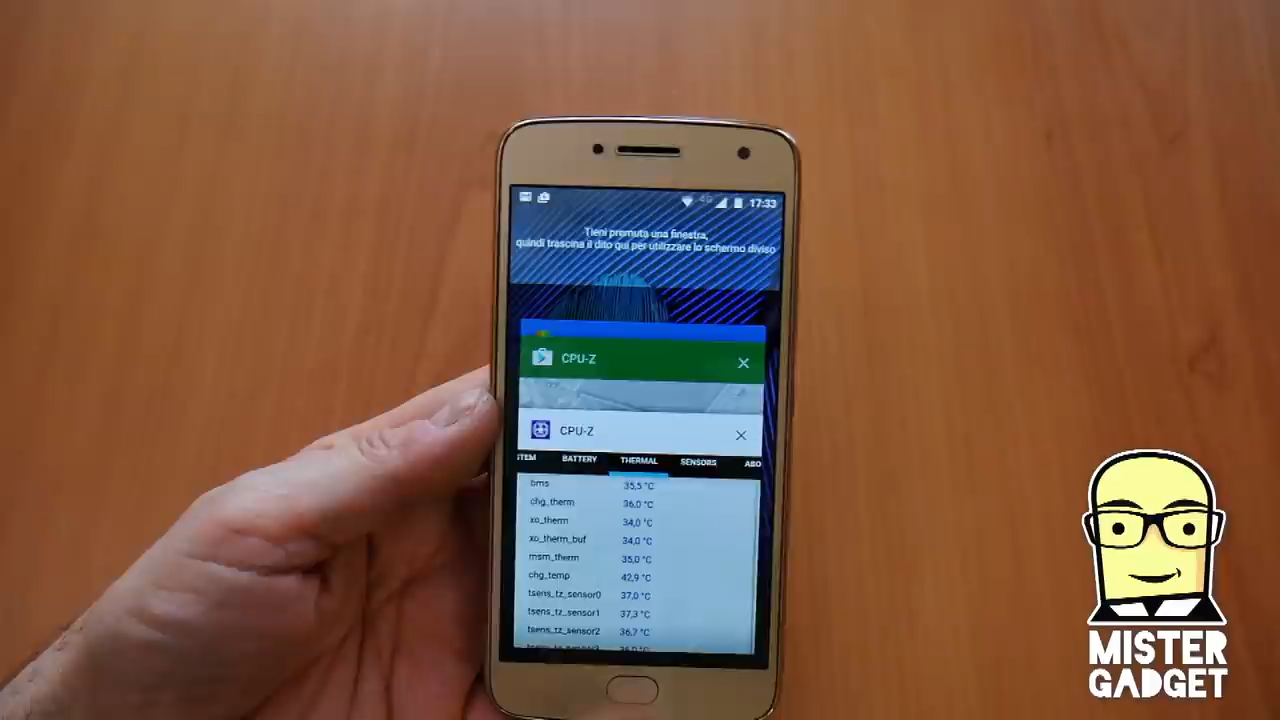 4G 17:33
Tieni premuta una finestra,
quindi trascina il dito qui per utilizzare lo schermo diviso
CPU-Z
CPU-Z
STEM BATTERY THERMAL SENSORS ABO
bms 35,5 °C
chg_therm 36,0 °C
xo_therm 34,0 °C
xo_therm_buf 34,0 °C
msm_therm 35,0 °C
chg_temp 42,9 °C
tsens_tz_sensor0 37,0 °C
tsens_tz_sensor1 37,3 °C
tsens_tz_sensor2 36,7 °C
MISTER
GADGET